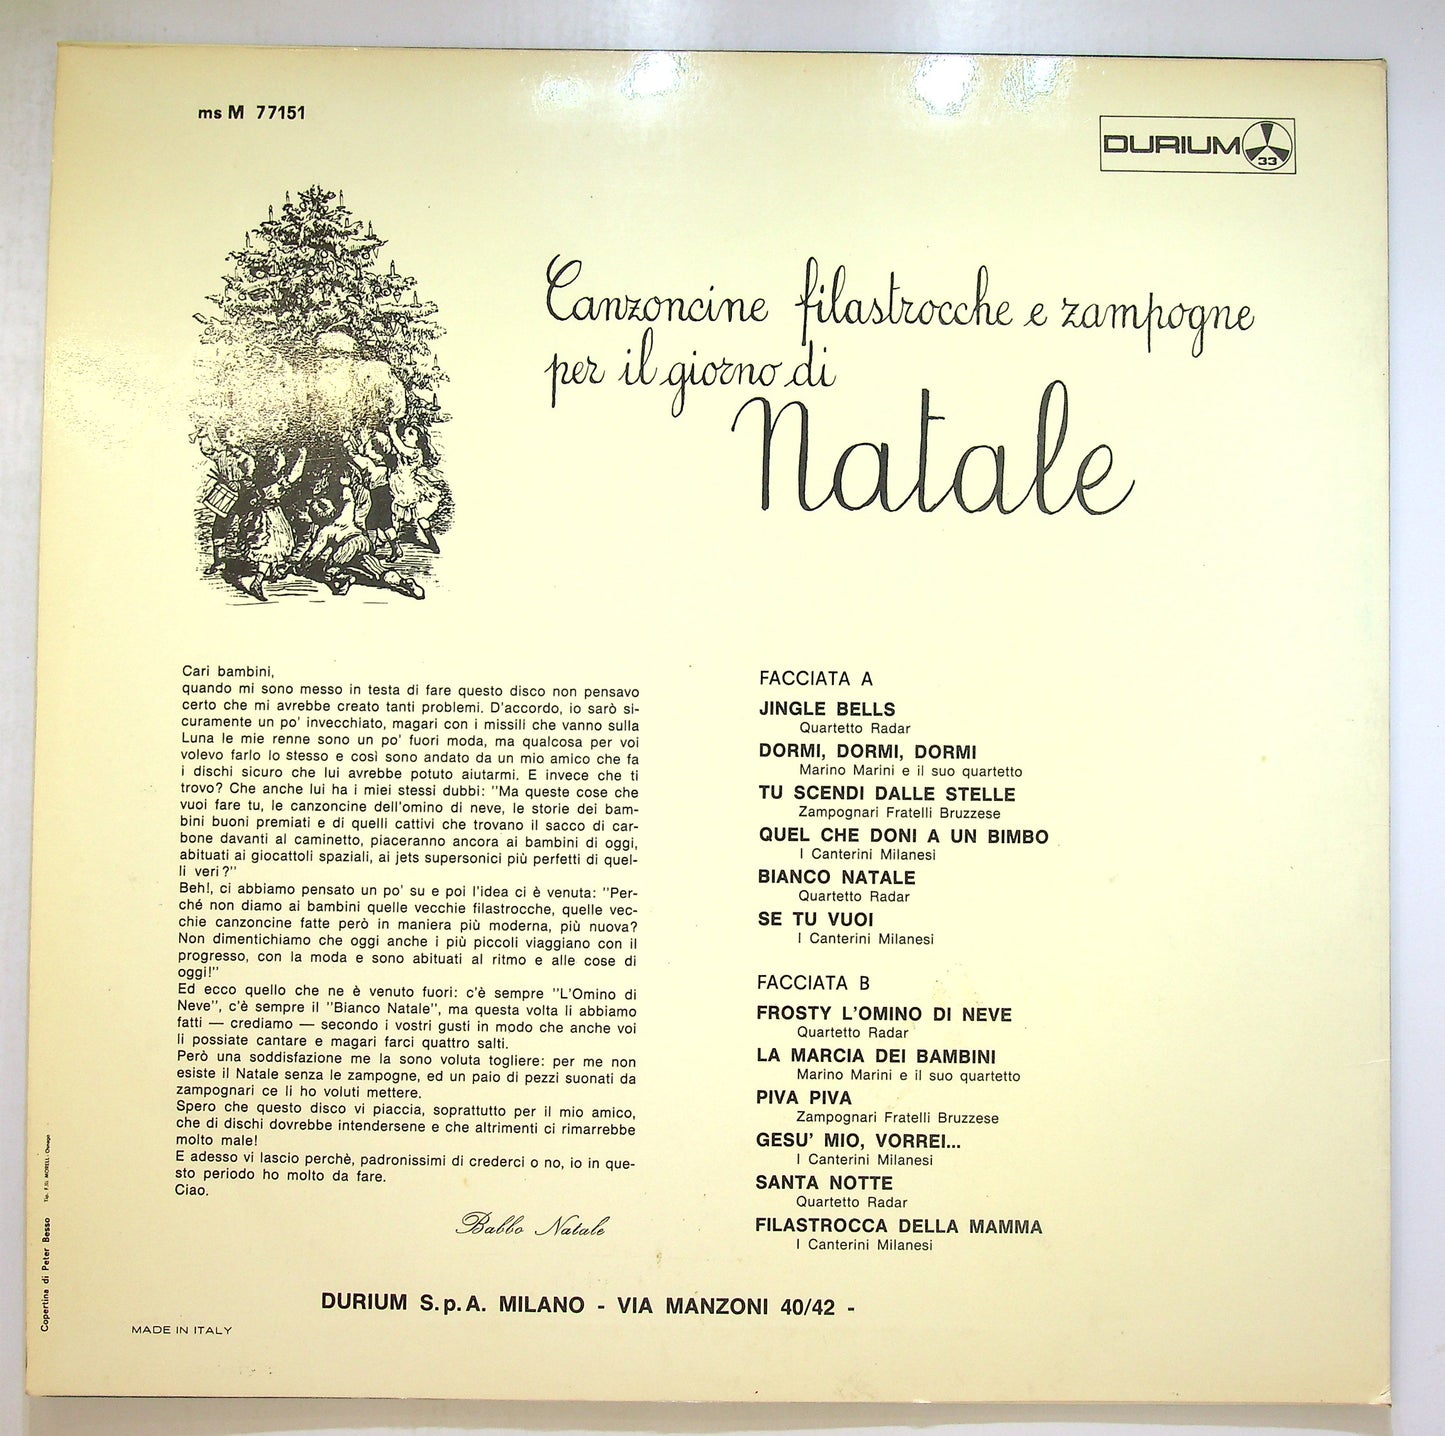 ms M 77151
DURIUM 33
Canzoncine filastrocche e zampogne
per il giorno di
Natale
Cari bambini,
quando mi sono messo in testa di fare questo disco non pensavo
certo che mi avrebbe creato tanti problemi. D'accordo, io sarò si-
curamente un po' invecchiato, magari con i missili che vanno sulla
Luna le mie renne sono un po' fuori moda, ma qualcosa per voi
volevo farlo lo stesso e così sono andato da un mio amico che fa
i dischi sicuro che lui avrebbe potuto aiutarmi. E invece che ti
trovo? Che anche lui ha i miei stessi dubbi: "Ma queste cose che
vuoi fare tu, le canzoncine dell'omino di neve, le storie dei bam-
bini buoni premiati e di quelli cattivi che trovano il sacco di car-
bone davanti al caminetto, piaceranno ancora ai bambini di oggi,
abituati ai giocattoli spaziali, ai jets supersonici più perfetti di quel-
li veri?"
Beh!, ci abbiamo pensato un po' su e poi l'idea ci è venuta: "Per-
ché non diamo ai bambini quelle vecchie filastrocche, quelle vec-
chie canzoncine fatte però in maniera più moderna, più nuova?
Non dimentichiamo che oggi anche i più piccoli viaggiano con il
progresso, con la moda e sono abituati al ritmo e alle cose di
oggi!"
Ed ecco quello che ne è venuto fuori: c'è sempre "L'Omino di
Neve", c'è sempre il "Bianco Natale", ma questa volta li abbiamo
fatti — crediamo — secondo i vostri gusti in modo che anche voi
li possiate cantare e magari farci quattro salti.
Però una soddisfazione me la sono voluta togliere: per me non
esiste il Natale senza le zampogne, ed un paio di pezzi suonati da
zampognari ce li ho voluti mettere.
Spero che questo disco vi piaccia, soprattutto per il mio amico,
che di dischi dovrebbe intendersene e che altrimenti ci rimarrebbe
molto male!
E adesso vi lascio perchè, padronissimi di crederci o no, io in que-
sto periodo ho molto da fare.
Ciao.
Babbo Natale
FACCIATA A
JINGLE BELLS
Quartetto Radar
DORMI, DORMI, DORMI
Marino Marini e il suo quartetto
TU SCENDI DALLE STELLE
Zampognari Fratelli Bruzzese
QUEL CHE DONI A UN BIMBO
I Canterini Milanesi
BIANCO NATALE
Quartetto Radar
SE TU VUOI
I Canterini Milanesi
FACCIATA B
FROSTY L'OMINO DI NEVE
Quartetto Radar
LA MARCIA DEI BAMBINI
Marino Marini e il suo quartetto
PIVA PIVA
Zampognari Fratelli Bruzzese
GESU' MIO, VORREI...
I Canterini Milanesi
SANTA NOTTE
Quartetto Radar
FILASTROCCA DELLA MAMMA
I Canterini Milanesi
DURIUM S.p.A. MILANO - VIA MANZONI 40/42 -
MADE IN ITALY
Copertina di Peter Besso Tip. F.lli MORELL - Osnago